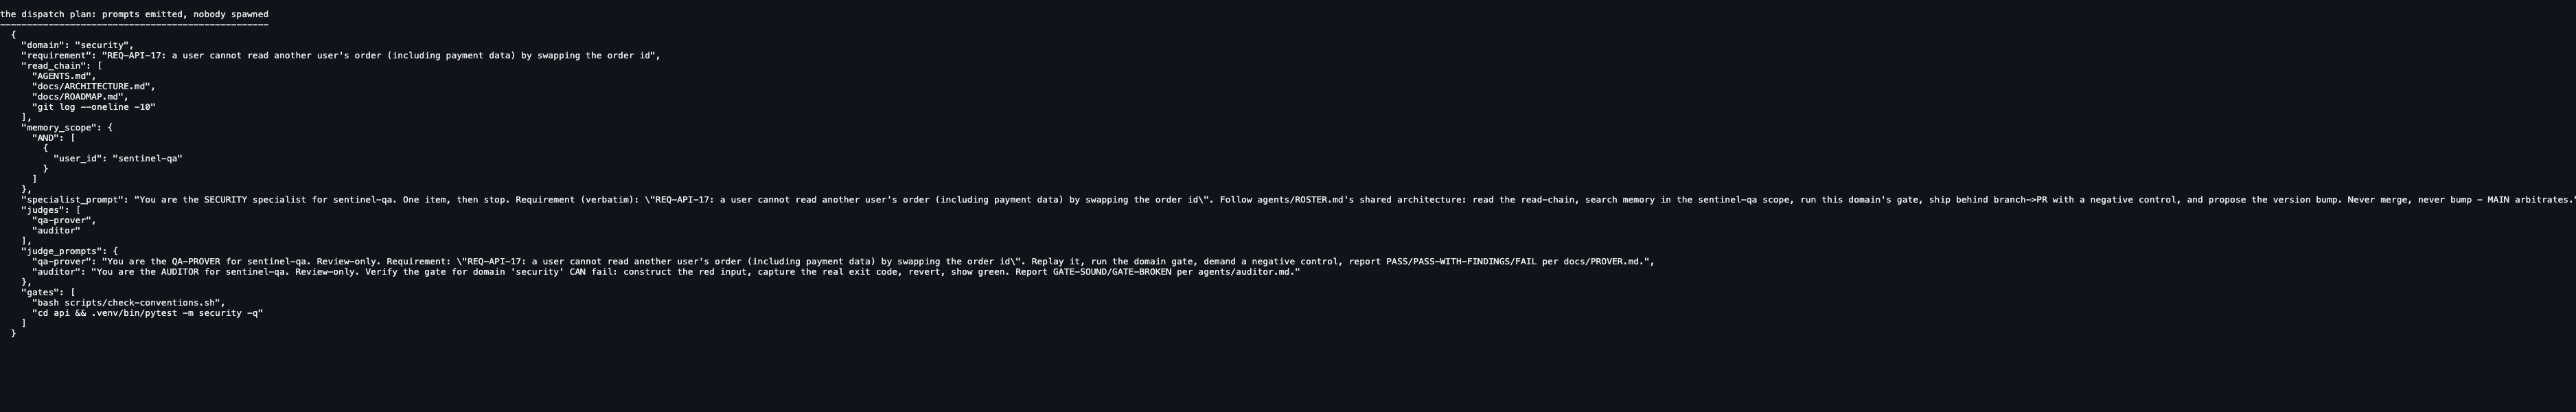 the dispatch plan: prompts emitted, nobody spawned
--------------------------------------------------
{
"domain": "security",
"requirement": "REQ-API-17: a user cannot read another user's order (including payment data) by swapping the order id",
"read_chain": [
"AGENTS.md",
"docs/ARCHITECTURE.md",
"docs/ROADMAP.md",
"git log --oneline -10"
],
"memory_scope": {
"AND": [
{
"user_id": "sentinel-qa"
}
]
},
"specialist_prompt": "You are the SECURITY specialist for sentinel-qa. One item, then stop. Requirement (verbatim): \"REQ-API-17: a user cannot read another user's order (including payment data) by swapping the order id\". Follow agents/ROSTER.md's shared architecture: read the read-chain, search memory in the sentinel-qa scope, run this domain's gate, ship behind branch->PR with a negative control, and propose the version bump. Never merge, never bump - MAIN arbitrates."
"judges": [
"qa-prover",
"auditor"
],
"judge_prompts": {
"qa-prover": "You are the QA-PROVER for sentinel-qa. Review-only. Requirement: \"REQ-API-17: a user cannot read another user's order (including payment data) by swapping the order id\". Replay it, run the domain gate, demand a negative control, report PASS/PASS-WITH-FINDINGS/FAIL per docs/PROVER.md.",
"auditor": "You are the AUDITOR for sentinel-qa. Review-only. Verify the gate for domain 'security' CAN fail: construct the red input, capture the real exit code, revert, show green. Report GATE-SOUND/GATE-BROKEN per agents/auditor.md."
},
"gates": [
"bash scripts/check-conventions.sh",
"cd api && .venv/bin/pytest -m security -q"
]
}